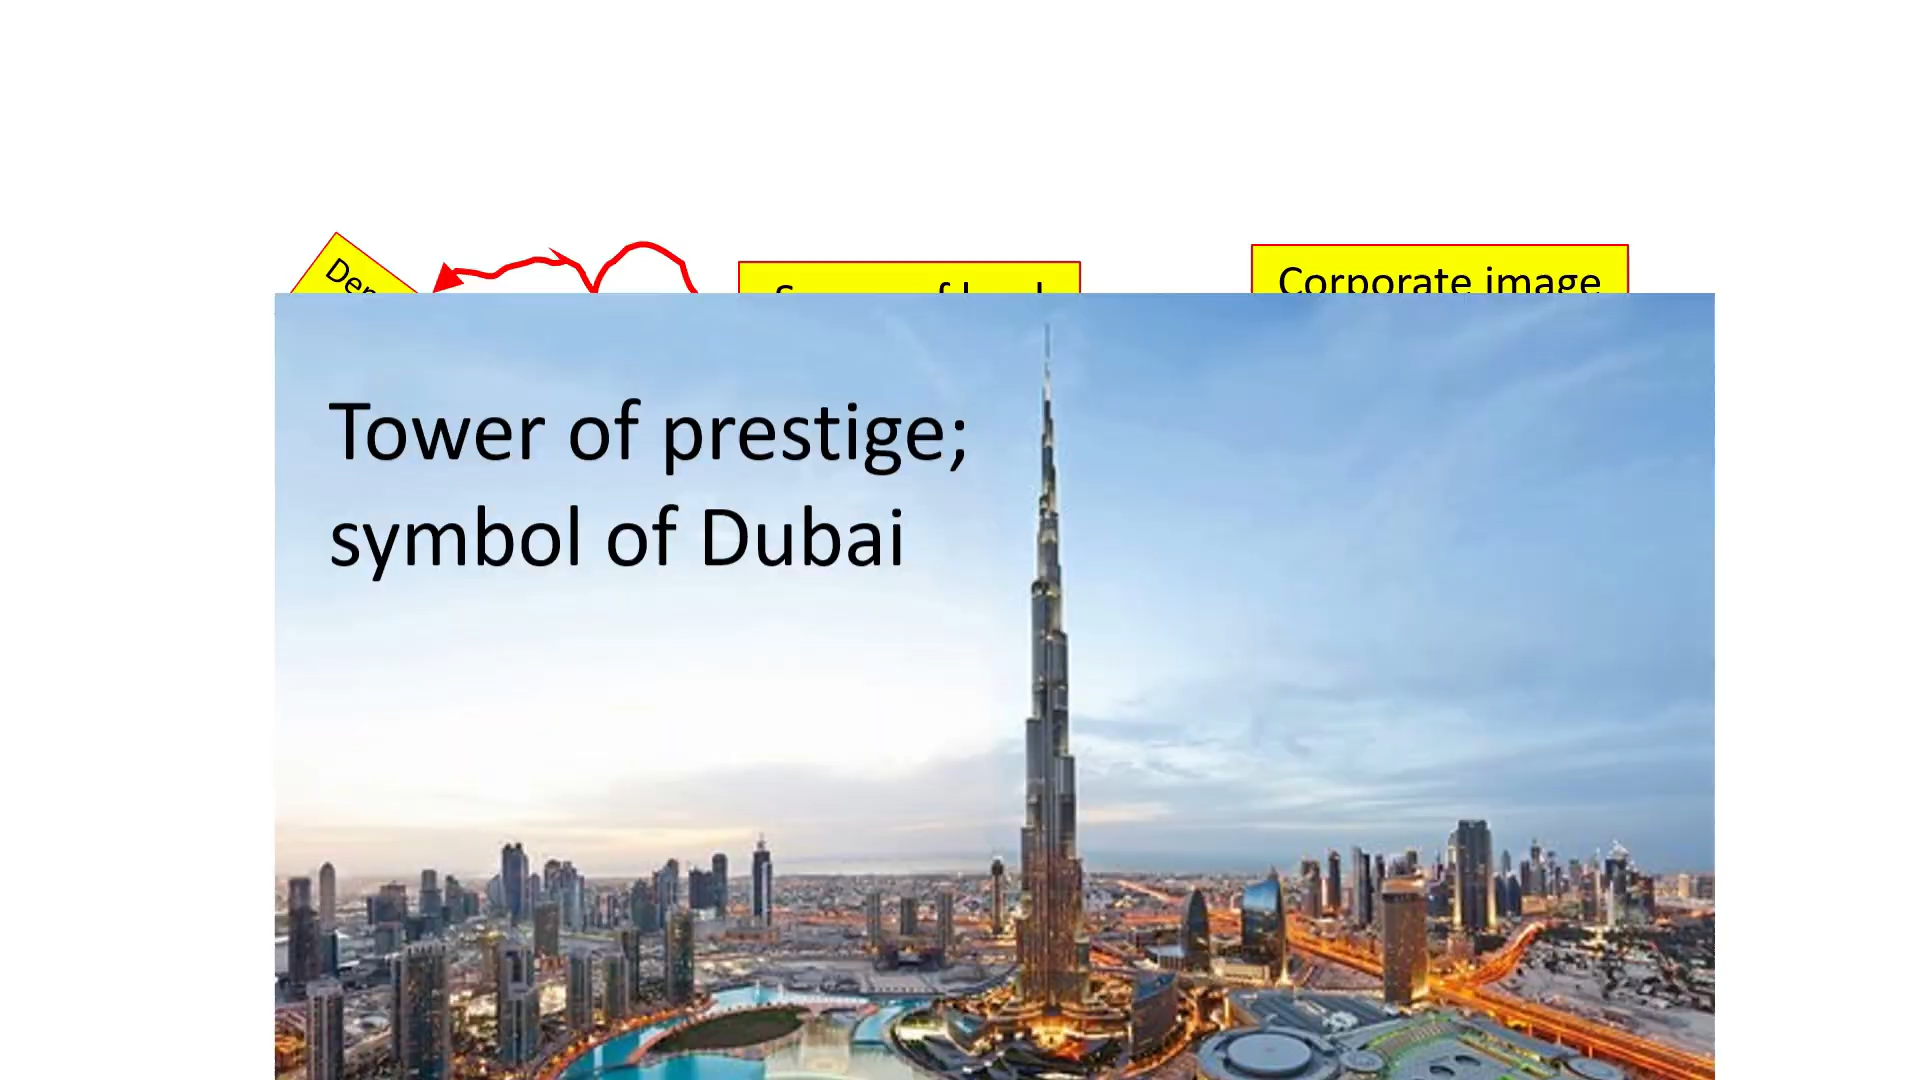 Corporate image
Tower of prestige;
symbol of Dubai